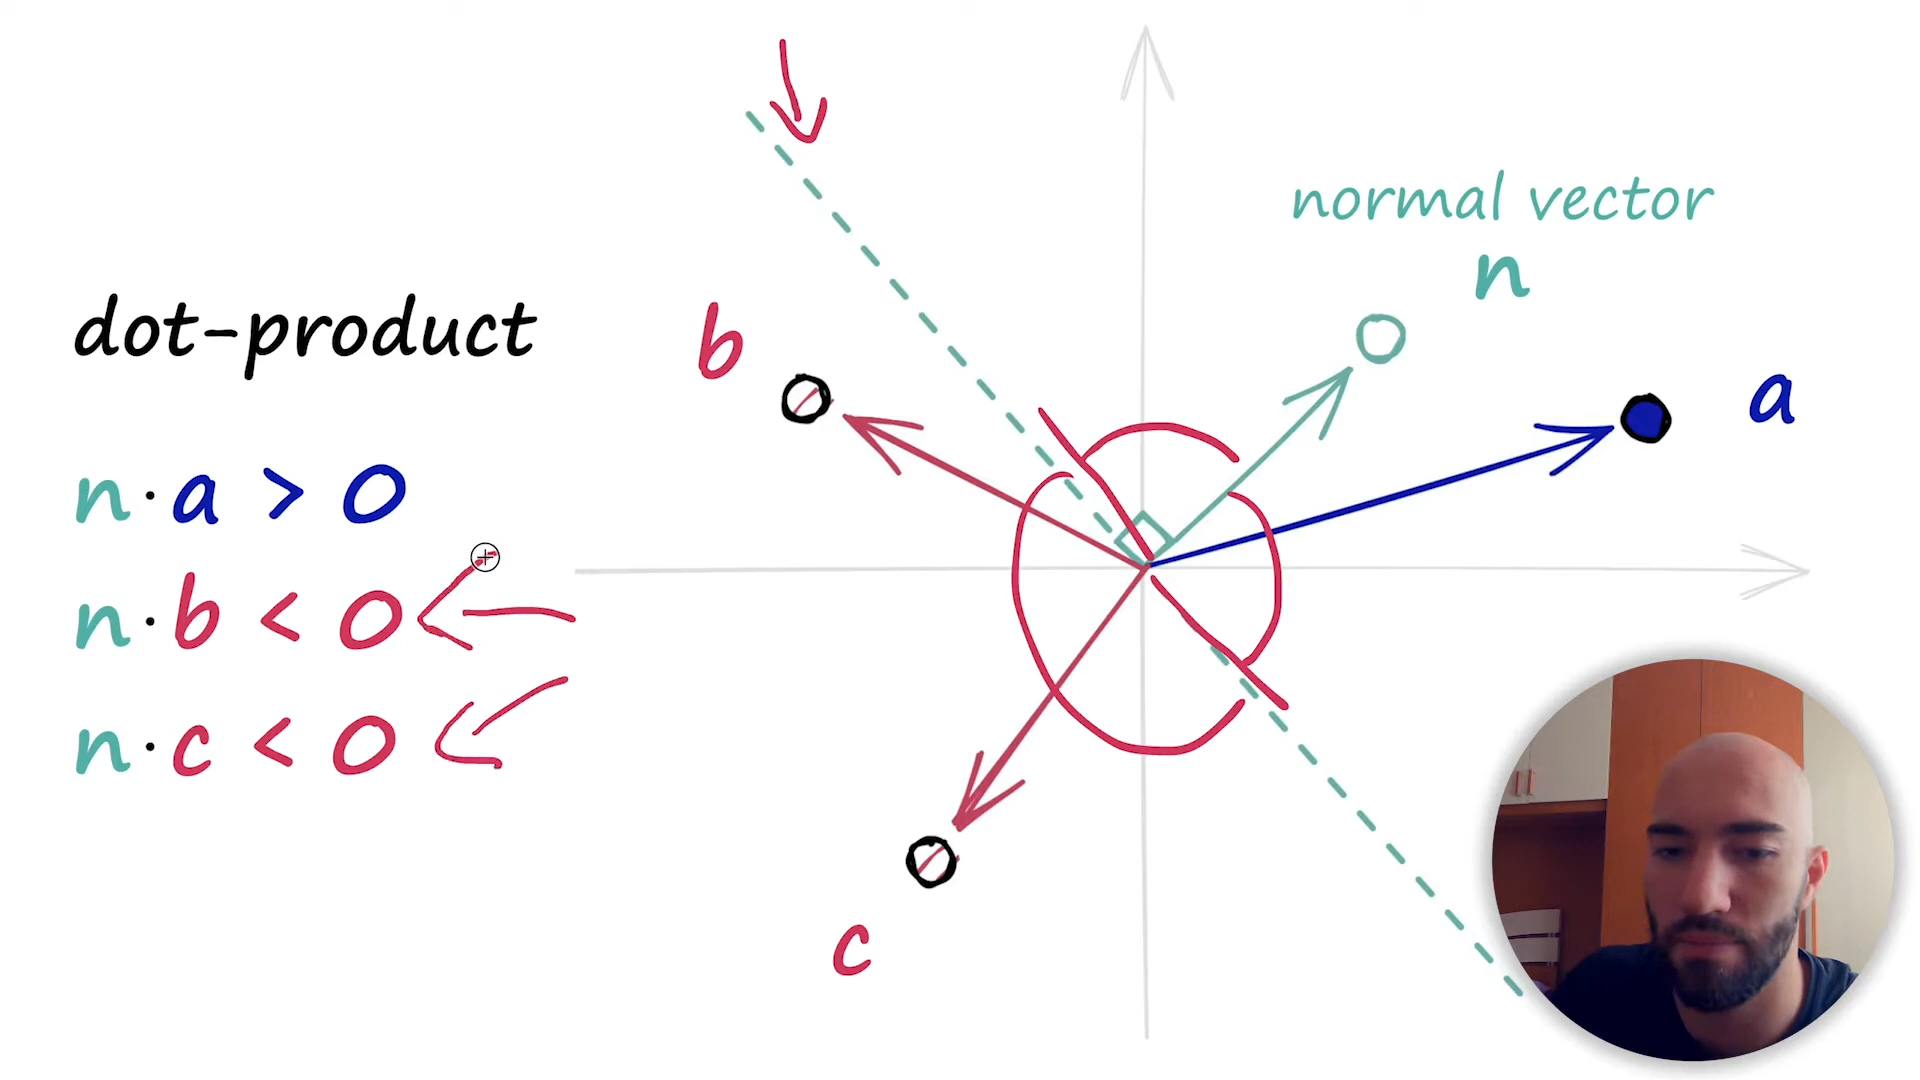 normal vector
n
b
a
dot-product
n · a > 0
n · b < 0
n · c < 0
c